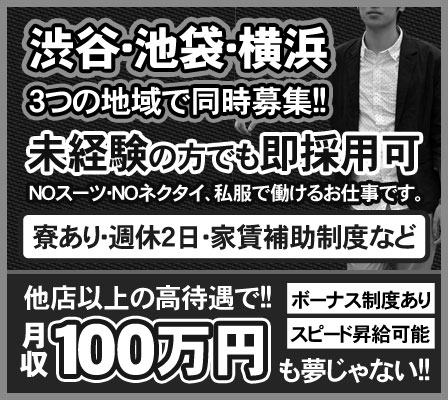 渋谷・池袋・横浜
3つの地域で同時募集!!
未経験の方でも即採用可
NOスーツ・NOネクタイ、私服で働けるお仕事です。
寮あり・週休2日・家賃補助制度など
他店以上の高待遇で!!
ボーナス制度あり
スピード昇給可能
月収100万円も夢じゃない!!